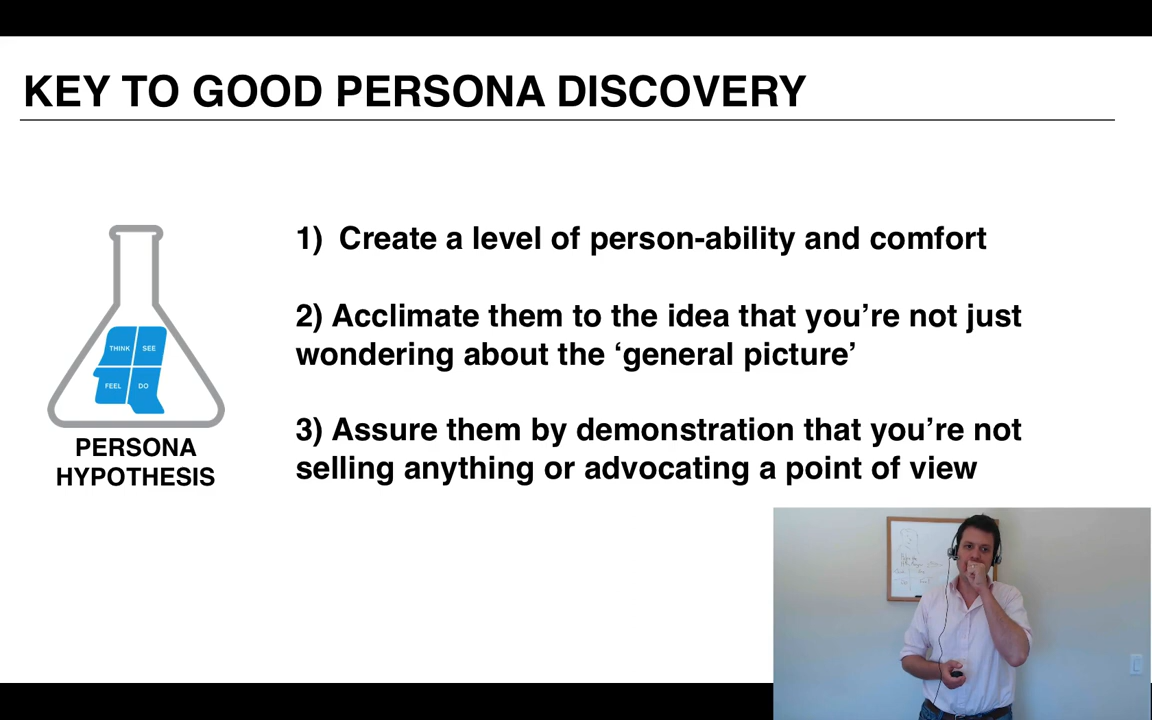 KEY TO GOOD PERSONA DISCOVERY
1) Create a level of person-ability and comfort
2) Acclimate them to the idea that you’re not just
wondering about the ‘general picture’
3) Assure them by demonstration that you’re not
selling anything or advocating a point of view
THINK SEE
FEEL DO
PERSONA
HYPOTHESIS